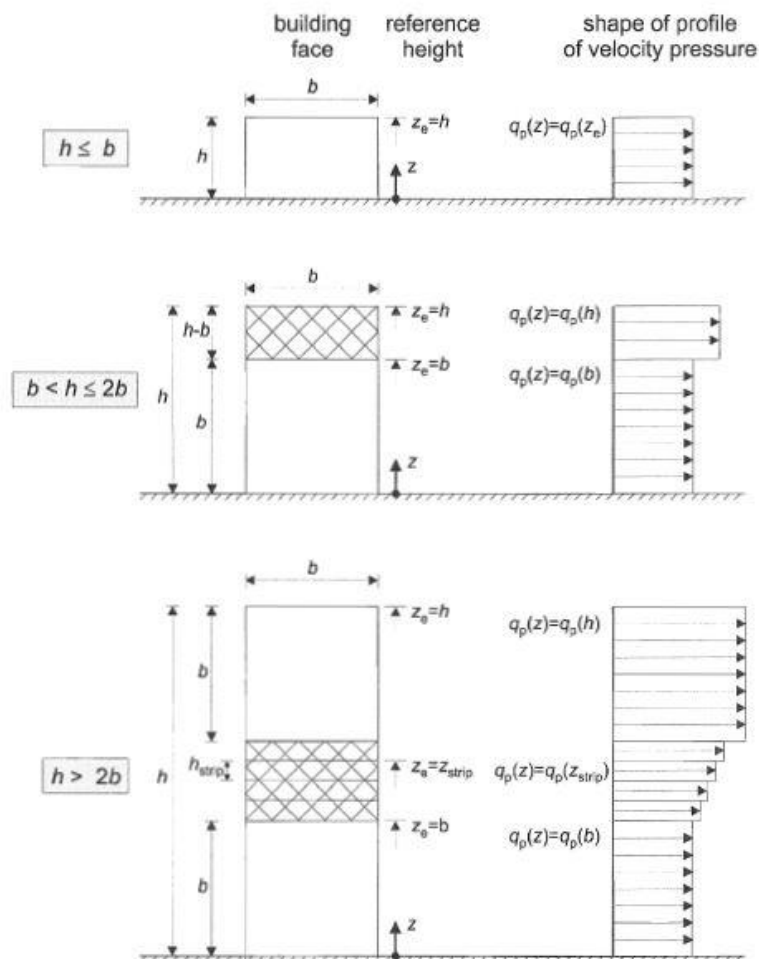 building face
reference height
shape of profile of velocity pressure
b
h ≤ b
h
z_e=h
z
q_p(z)=q_p(z_e)
b
b < h ≤ 2b
h
h-b
b
z_e=h
z_e=b
z
q_p(z)=q_p(h)
q_p(z)=q_p(b)
b
h > 2b
h
b
h_strip
b
z_e=h
z_e=z_strip
z_e=b
z
q_p(z)=q_p(h)
q_p(z)=q_p(z_strip)
q_p(z)=q_p(b)